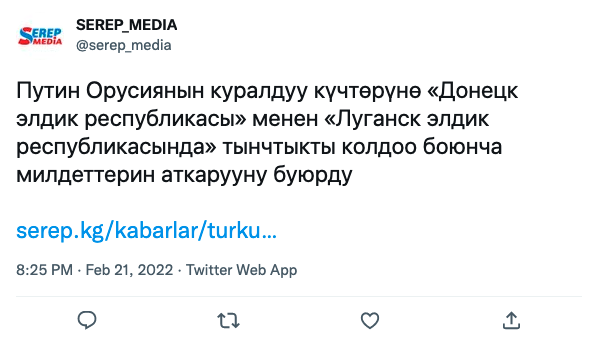 SEREP
MEDIA
SEREP_MEDIA
@serep_media
Путин Орусиянын куралдуу күчтөрүнө «Донецк
элдик республикасы» менен «Луганск элдик
республикасында» тынчтыкты колдоо боюнча
милдеттерин аткарууну буюрду
serep.kg/kabarlar/turku…
8:25 PM · Feb 21, 2022 · Twitter Web App